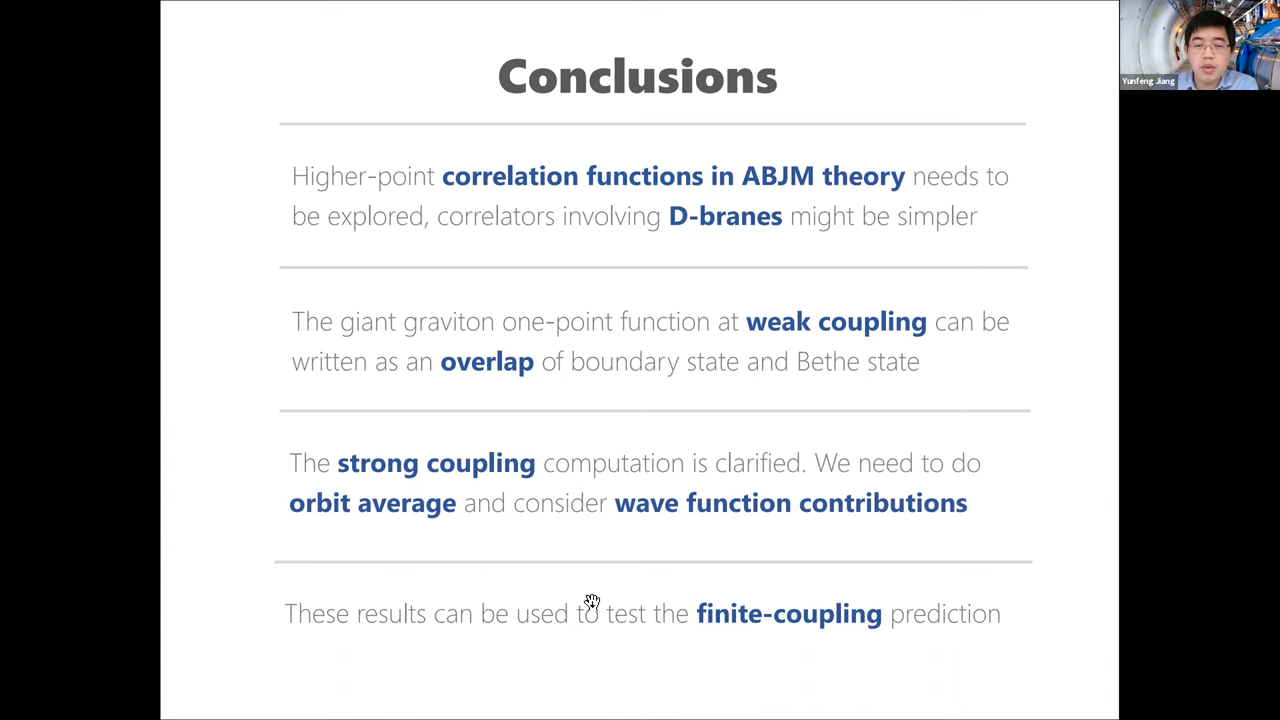 Conclusions
Yunfeng Jiang
Higher-point correlation functions in ABJM theory needs to
be explored, correlators involving D-branes might be simpler
The giant graviton one-point function at weak coupling can be
written as an overlap of boundary state and Bethe state
The strong coupling computation is clarified. We need to do
orbit average and consider wave function contributions
These results can be used to test the finite-coupling prediction